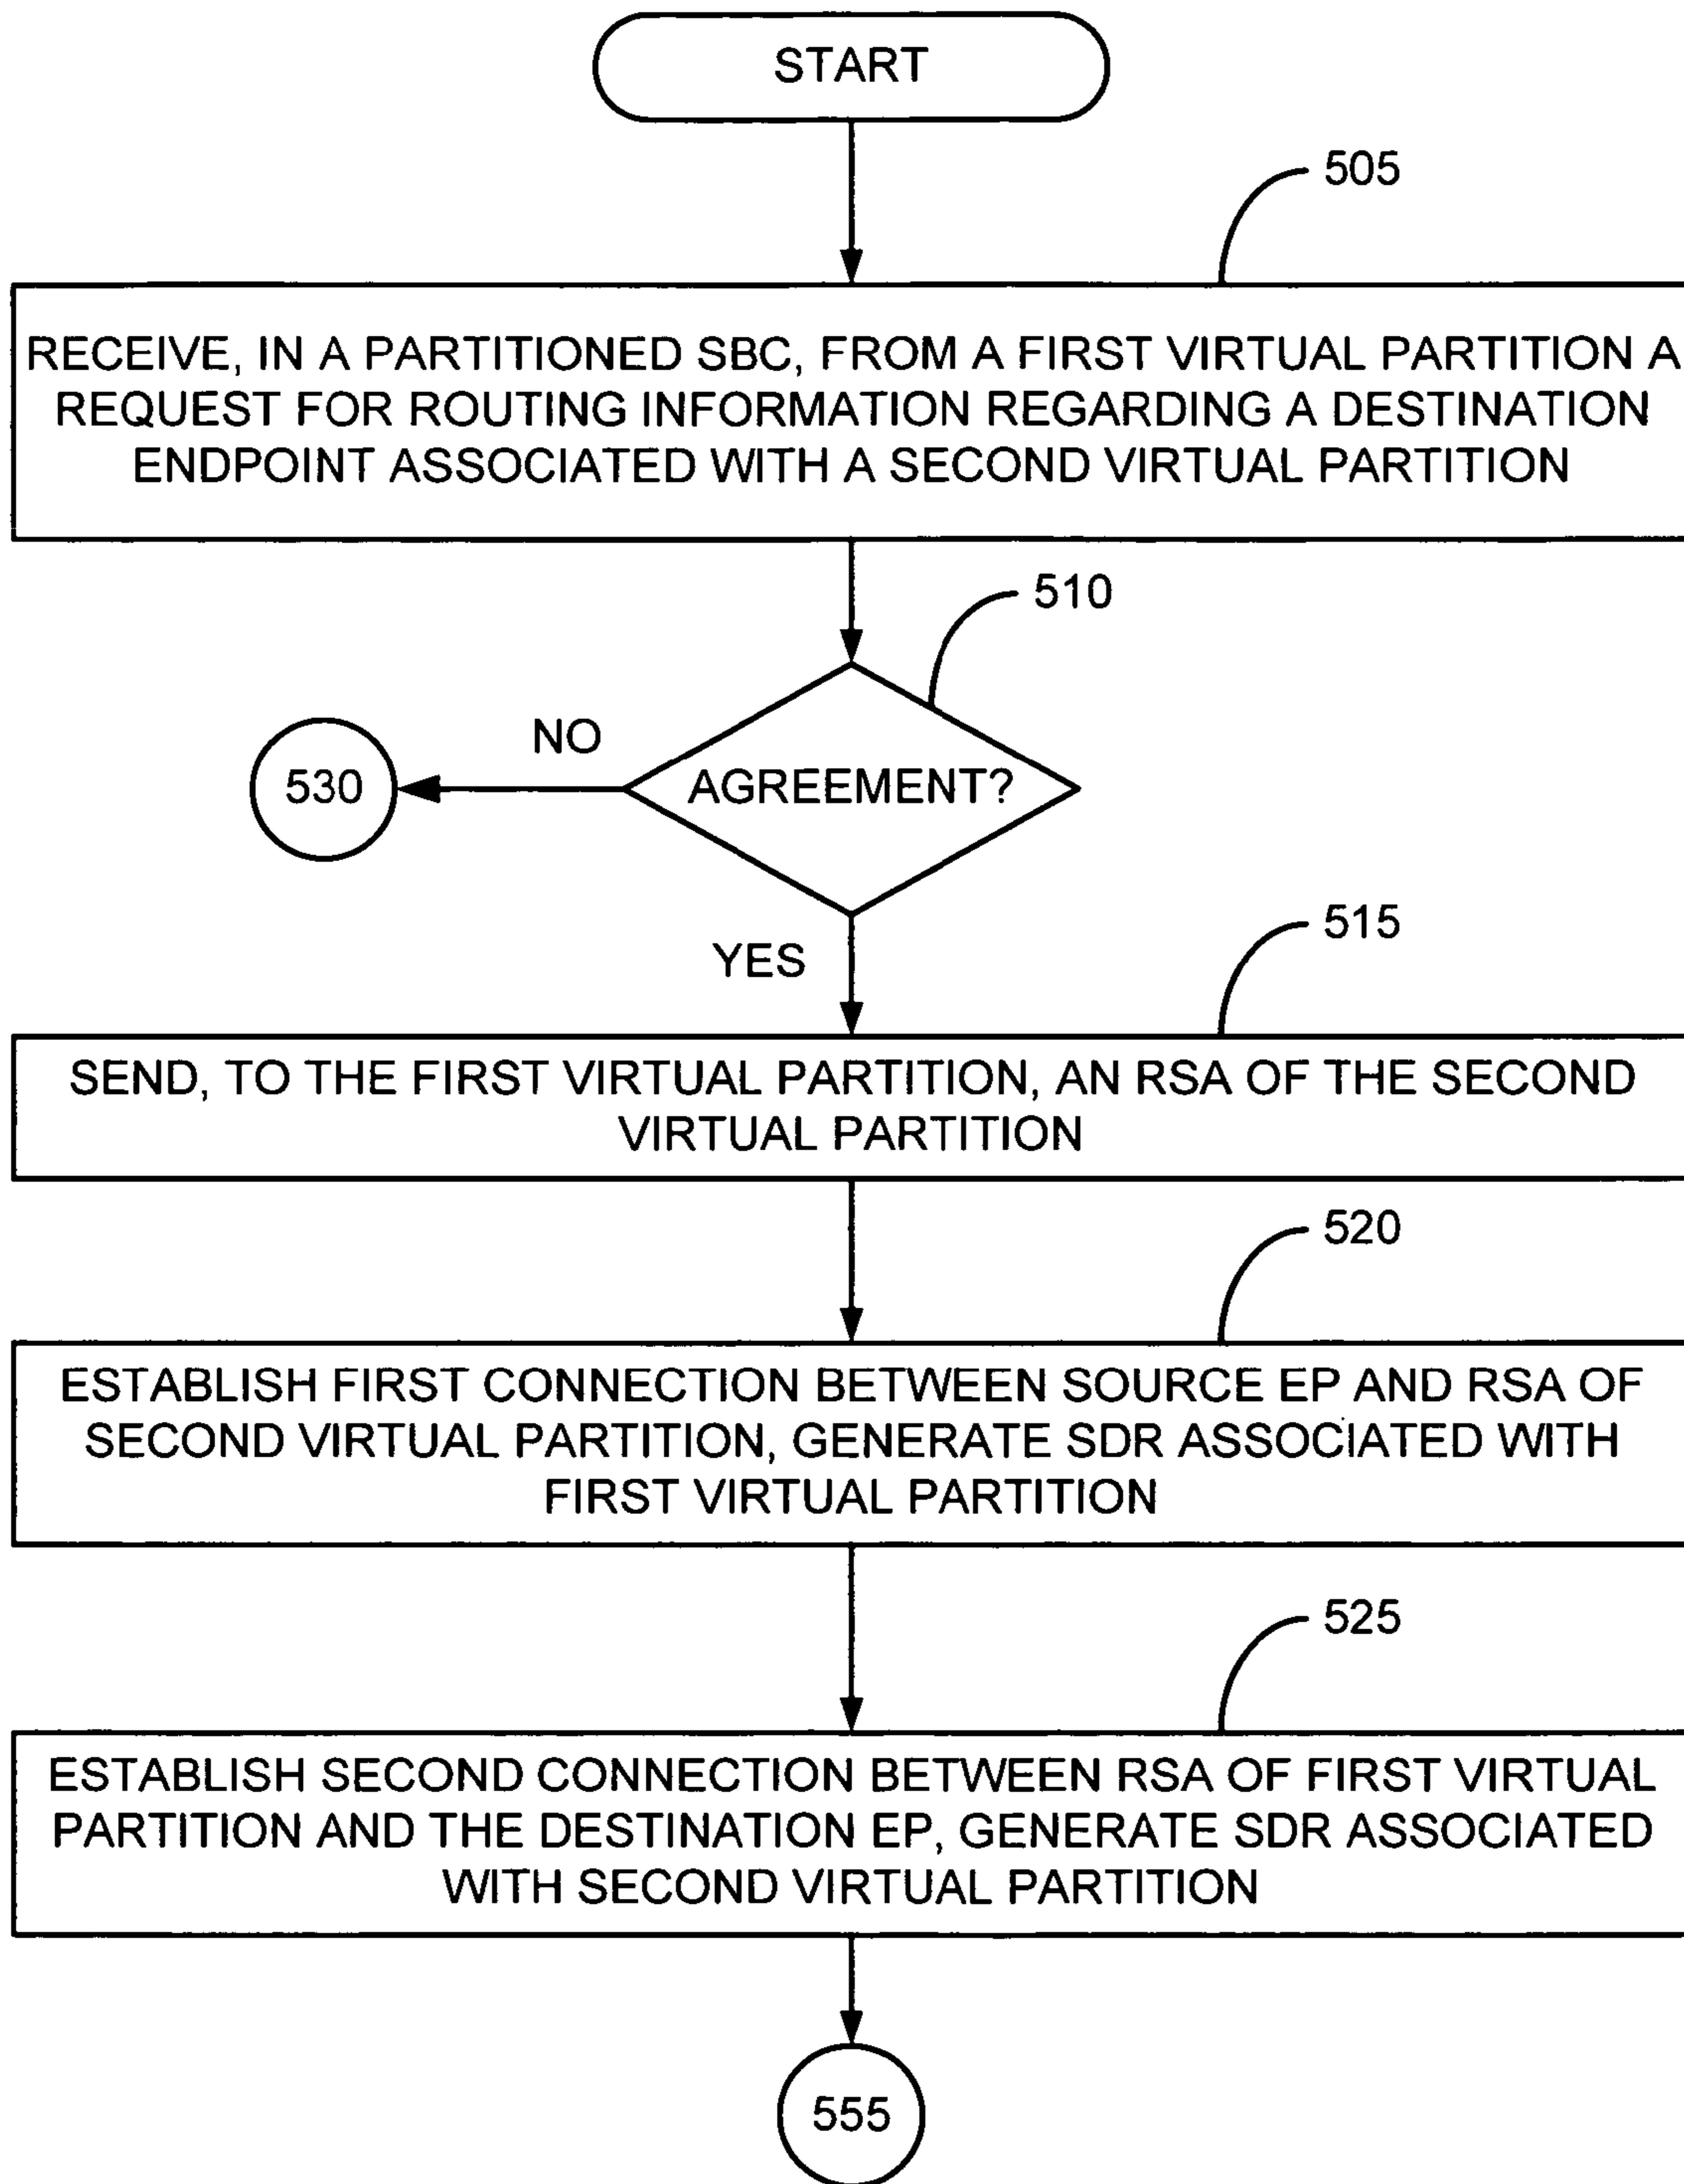 START
505
RECEIVE, IN A PARTITIONED SBC, FROM A FIRST VIRTUAL PARTITION A
REQUEST FOR ROUTING INFORMATION REGARDING A DESTINATION
ENDPOINT ASSOCIATED WITH A SECOND VIRTUAL PARTITION
510
NO
530
AGREEMENT?
YES
515
SEND, TO THE FIRST VIRTUAL PARTITION, AN RSA OF THE SECOND
VIRTUAL PARTITION
520
ESTABLISH FIRST CONNECTION BETWEEN SOURCE EP AND RSA OF
SECOND VIRTUAL PARTITION, GENERATE SDR ASSOCIATED WITH
FIRST VIRTUAL PARTITION
525
ESTABLISH SECOND CONNECTION BETWEEN RSA OF FIRST VIRTUAL
PARTITION AND THE DESTINATION EP, GENERATE SDR ASSOCIATED
WITH SECOND VIRTUAL PARTITION
555